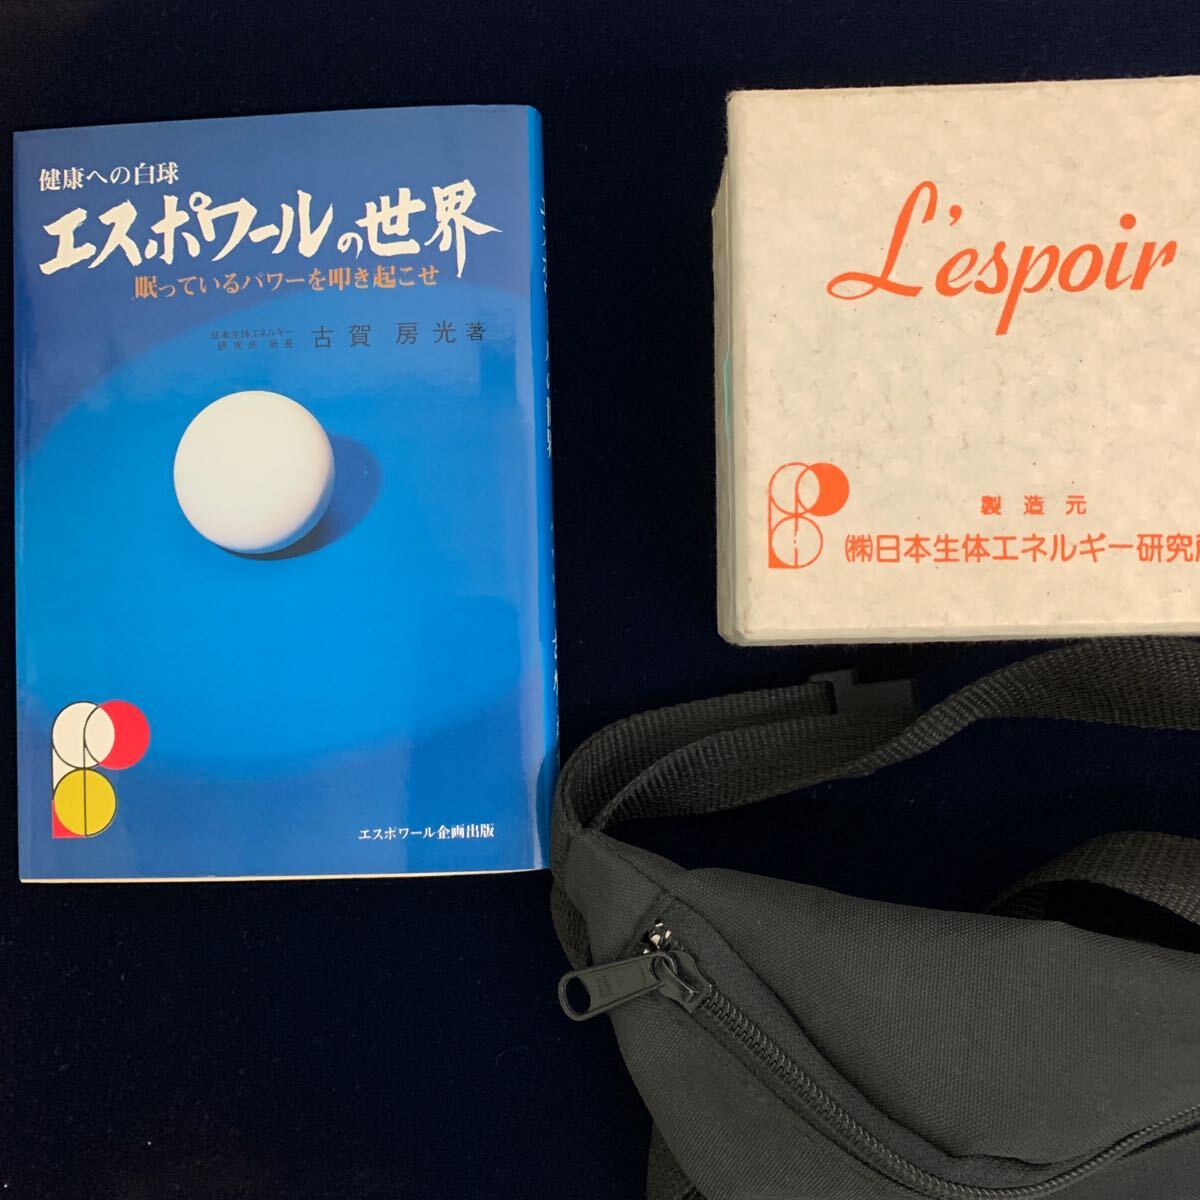 健康への白球
エスポワールの世界
眠っているパワーを叩き起こせ
日本生体エネルギー
研究所 所長
古賀 房光 著
エスポワール企画出版
L'espoir
製造元
(株)日本生体エネルギー研究所